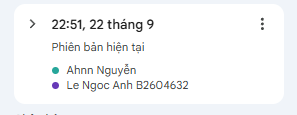 22:51, 22 tháng 9
Phiên bản hiện tại
Ahnn Nguyễn
Le Ngoc Anh B2604632